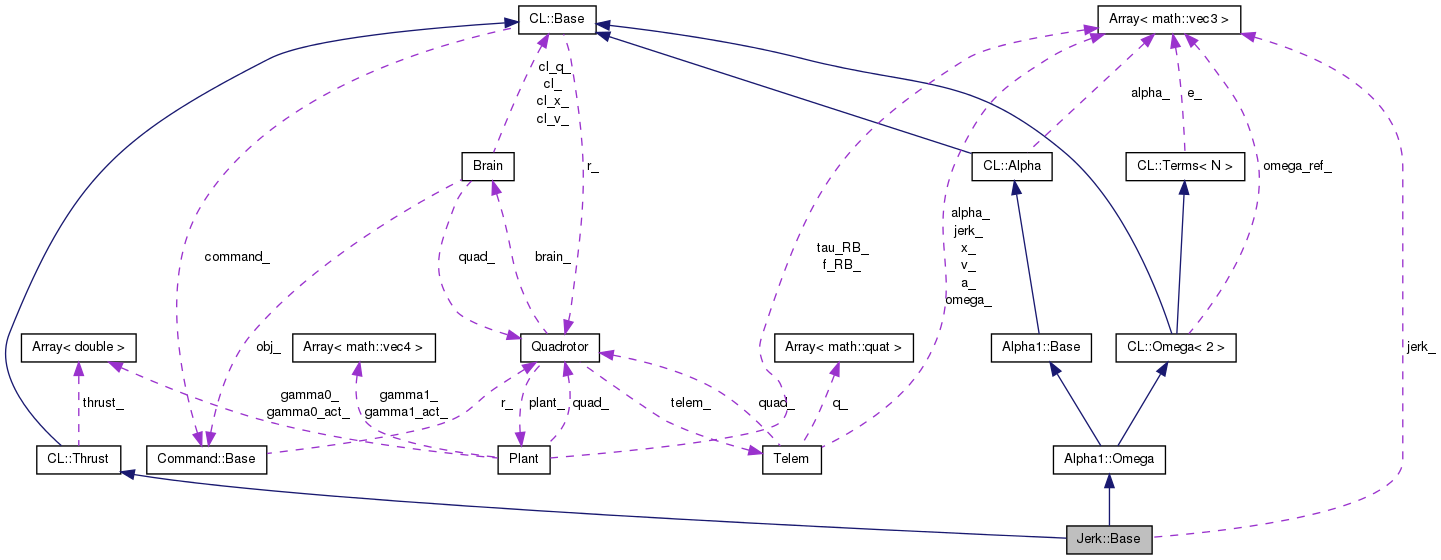 CL::Base
Array< math::vec3 >
cl_q_
cl_
cl_x_
cl_v_
alpha_
e_
Brain
r_
CL::Alpha
CL::Terms< N >
omega_ref_
command_
quad_
brain_
tau_RB_
f_RB_
alpha_
jerk_
x_
v_
a_
omega_
obj_
Array< double >
Array< math::vec4 >
Quadrotor
Array< math::quat >
Alpha1::Base
CL::Omega< 2 >
jerk_
thrust_
gamma0_
gamma0_act_
gamma1_
gamma1_act_
r_
plant_
quad_
telem_
quad_
q_
CL::Thrust
Command::Base
Plant
Telem
Alpha1::Omega
Jerk::Base